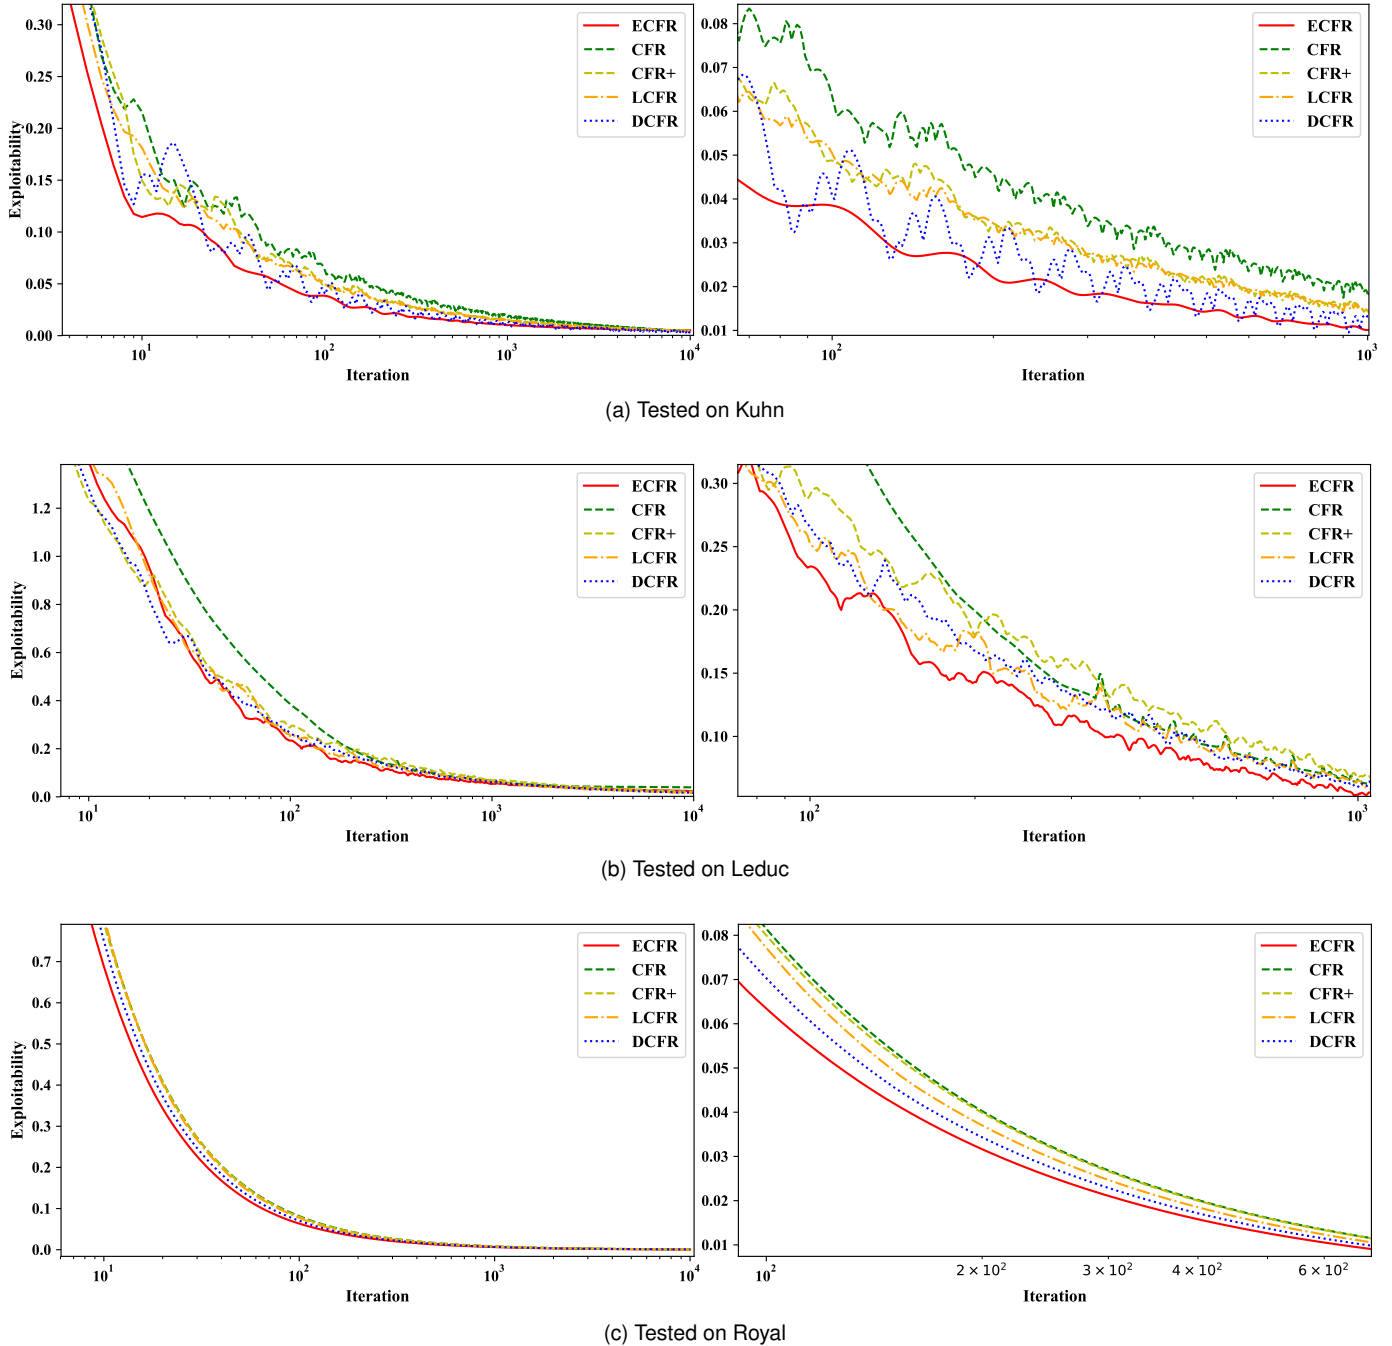 0.30
0.25
0.20
0.15
0.10
0.05
0.00
Exploitability
10^1
10^2
10^3
10^4
Iteration
ECFR
CFR
CFR+
LCFR
DCFR
0.08
0.07
0.06
0.05
0.04
0.03
0.02
0.01
10^2
10^3
Iteration
ECFR
CFR
CFR+
LCFR
DCFR
(a) Tested on Kuhn
1.2
1.0
0.8
0.6
0.4
0.2
0.0
Exploitability
10^1
10^2
10^3
10^4
Iteration
ECFR
CFR
CFR+
LCFR
DCFR
0.30
0.25
0.20
0.15
0.10
10^2
10^3
Iteration
ECFR
CFR
CFR+
LCFR
DCFR
(b) Tested on Leduc
0.7
0.6
0.5
0.4
0.3
0.2
0.1
0.0
Exploitability
10^1
10^2
10^3
10^4
Iteration
ECFR
CFR
CFR+
LCFR
DCFR
0.08
0.07
0.06
0.05
0.04
0.03
0.02
0.01
10^2
2 × 10^2
3 × 10^2
4 × 10^2
6 × 10^2
Iteration
ECFR
CFR
CFR+
LCFR
DCFR
(c) Tested on Royal